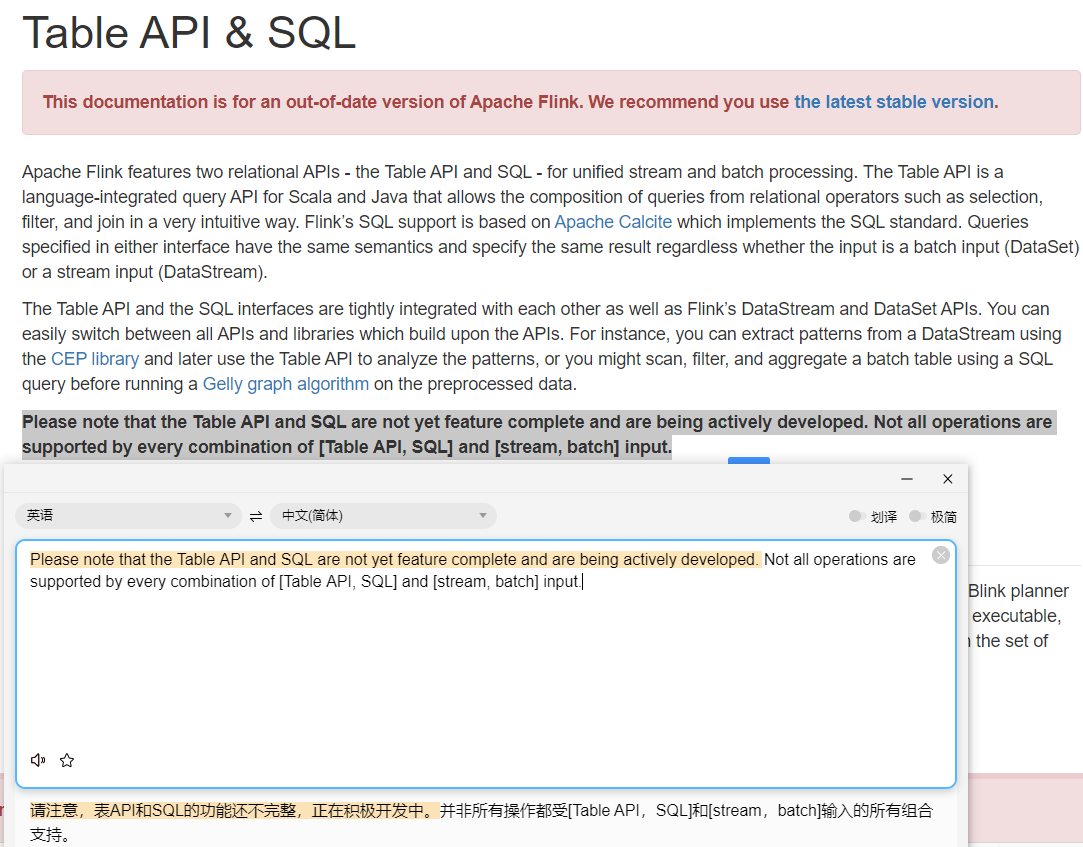 Table API & SQL
This documentation is for an out-of-date version of Apache Flink. We recommend you use the latest stable version.
Apache Flink features two relational APIs - the Table API and SQL - for unified stream and batch processing. The Table API is a
language-integrated query API for Scala and Java that allows the composition of queries from relational operators such as selection,
filter, and join in a very intuitive way. Flink’s SQL support is based on Apache Calcite which implements the SQL standard. Queries
specified in either interface have the same semantics and specify the same result regardless whether the input is a batch input (DataSet)
or a stream input (DataStream).
The Table API and the SQL interfaces are tightly integrated with each other as well as Flink’s DataStream and DataSet APIs. You can
easily switch between all APIs and libraries which build upon the APIs. For instance, you can extract patterns from a DataStream using
the CEP library and later use the Table API to analyze the patterns, or you might scan, filter, and aggregate a batch table using a SQL
query before running a Gelly graph algorithm on the preprocessed data.
Please note that the Table API and SQL are not yet feature complete and are being actively developed. Not all operations are
supported by every combination of [Table API, SQL] and [stream, batch] input.
英语 中文(简体) 划译 极简
Please note that the Table API and SQL are not yet feature complete and are being actively developed. Not all operations are
supported by every combination of [Table API, SQL] and [stream, batch] input.
Blink planner
executable,
the set of
请注意，表API和SQL的功能还不完整，正在积极开发中。并非所有操作都受[Table API，SQL]和[stream，batch]输入的所有组合
支持。